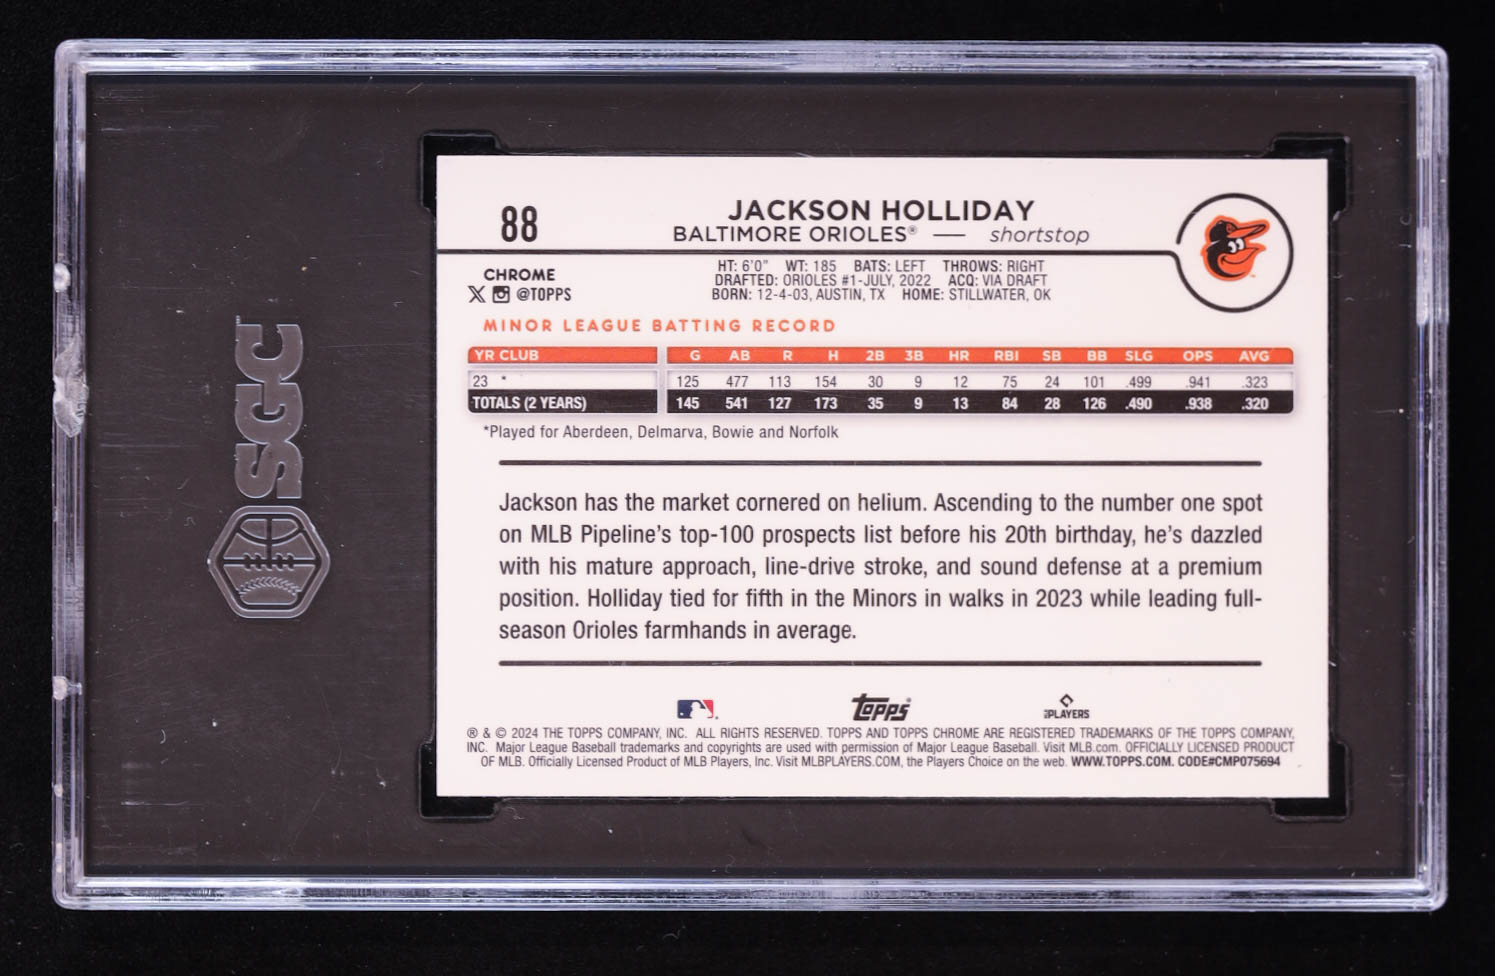 SGC
88
JACKSON HOLLIDAY
BALTIMORE ORIOLES® — shortstop
CHROME
X @TOPPS
HT: 6'0" WT: 185 BATS: LEFT THROWS: RIGHT
DRAFTED: ORIOLES #1-JULY, 2022 ACQ: VIA DRAFT
BORN: 12-4-03, AUSTIN, TX HOME: STILLWATER, OK
MINOR LEAGUE BATTING RECORD
YR CLUB G AB R H 2B 3B HR RBI SB BB SLG OPS AVG
23 * 125 477 113 154 30 9 12 75 24 101 .499 .941 .323
TOTALS (2 YEARS) 145 541 127 173 35 9 13 84 28 126 .490 .938 .320
*Played for Aberdeen, Delmarva, Bowie and Norfolk
Jackson has the market cornered on helium. Ascending to the number one spot
on MLB Pipeline's top-100 prospects list before his 20th birthday, he's dazzled
with his mature approach, line-drive stroke, and sound defense at a premium
position. Holliday tied for fifth in the Minors in walks in 2023 while leading full-
season Orioles farmhands in average.
Topps
PLAYERS
® & © 2024 THE TOPPS COMPANY, INC. ALL RIGHTS RESERVED. TOPPS AND TOPPS CHROME ARE REGISTERED TRADEMARKS OF THE TOPPS COMPANY,
INC. Major League Baseball trademarks and copyrights are used with permission of Major League Baseball. Visit MLB.com. OFFICIALLY LICENSED PRODUCT
OF MLB. Officially Licensed Product of MLB Players, Inc. Visit MLBPLAYERS.COM, the Players Choice on the web. WWW.TOPPS.COM. CODE#CMP075694